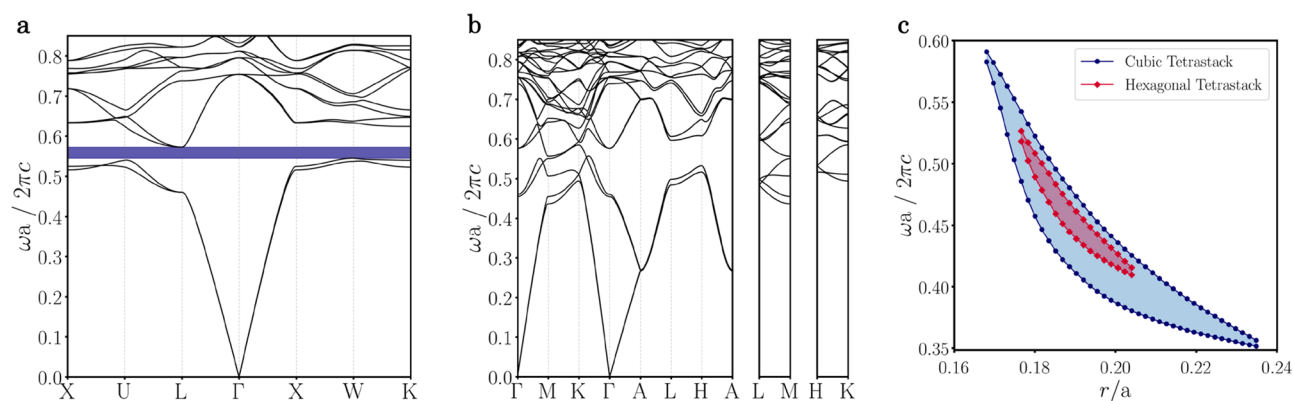 a
ωa / 2πc
0.8
0.7
0.6
0.5
0.4
0.3
0.2
0.1
0.0
X U L Γ X W K
b
ωa / 2πc
0.8
0.7
0.6
0.5
0.4
0.3
0.2
0.1
0.0
Γ M K Γ A L H A L M H K
c
ωa / 2πc
0.60
0.55
0.50
0.45
0.40
0.35
Cubic Tetrastack
Hexagonal Tetrastack
0.16 0.18 0.20 0.22 0.24
r/a